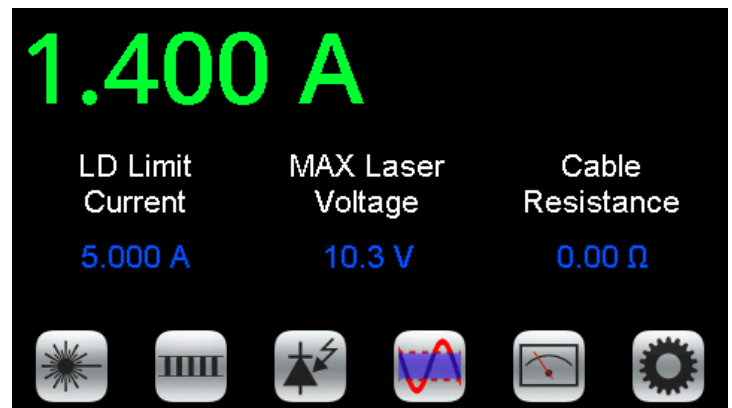 1.400 A
LD Limit Current
MAX Laser Voltage
Cable Resistance
5.000 A
10.3 V
0.00 Ω